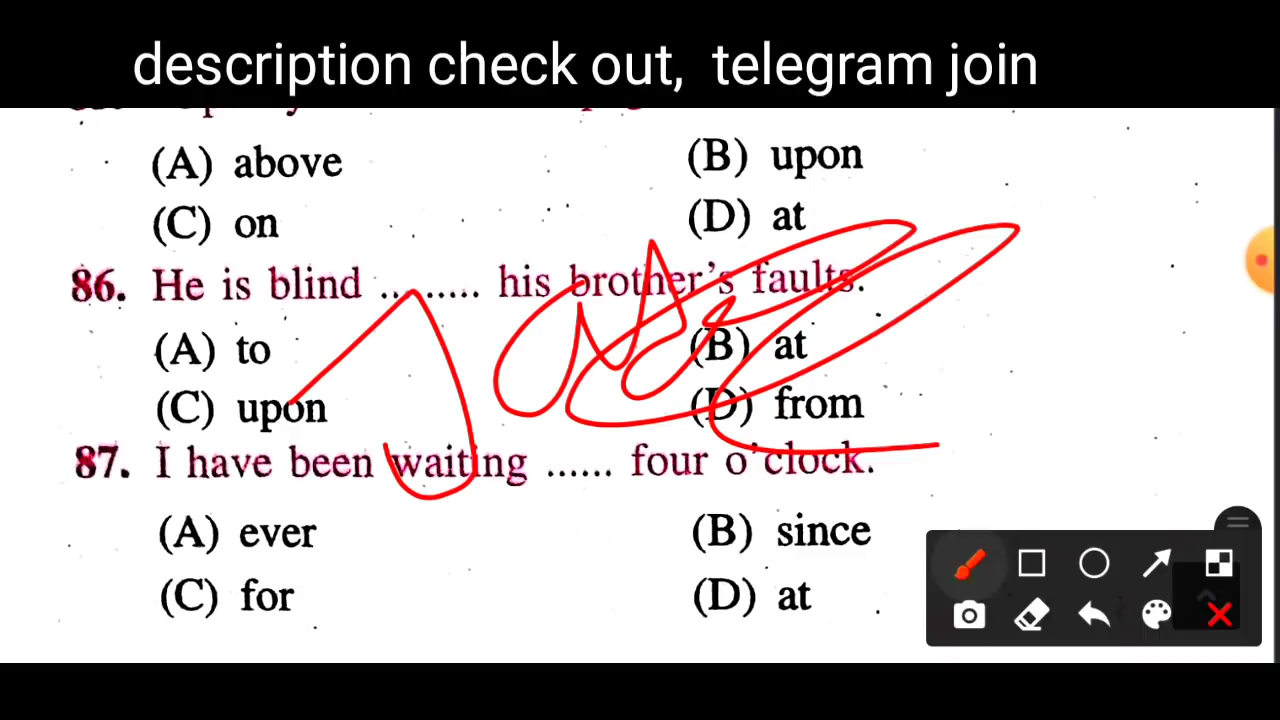 description check out, telegram join
(A) above (B) upon
(C) on (D) at
86. He is blind ......... his brother's faults.
(A) to (B) at
(C) upon (D) from
87. I have been waiting ...... four o'clock.
(A) ever (B) since
(C) for (D) at